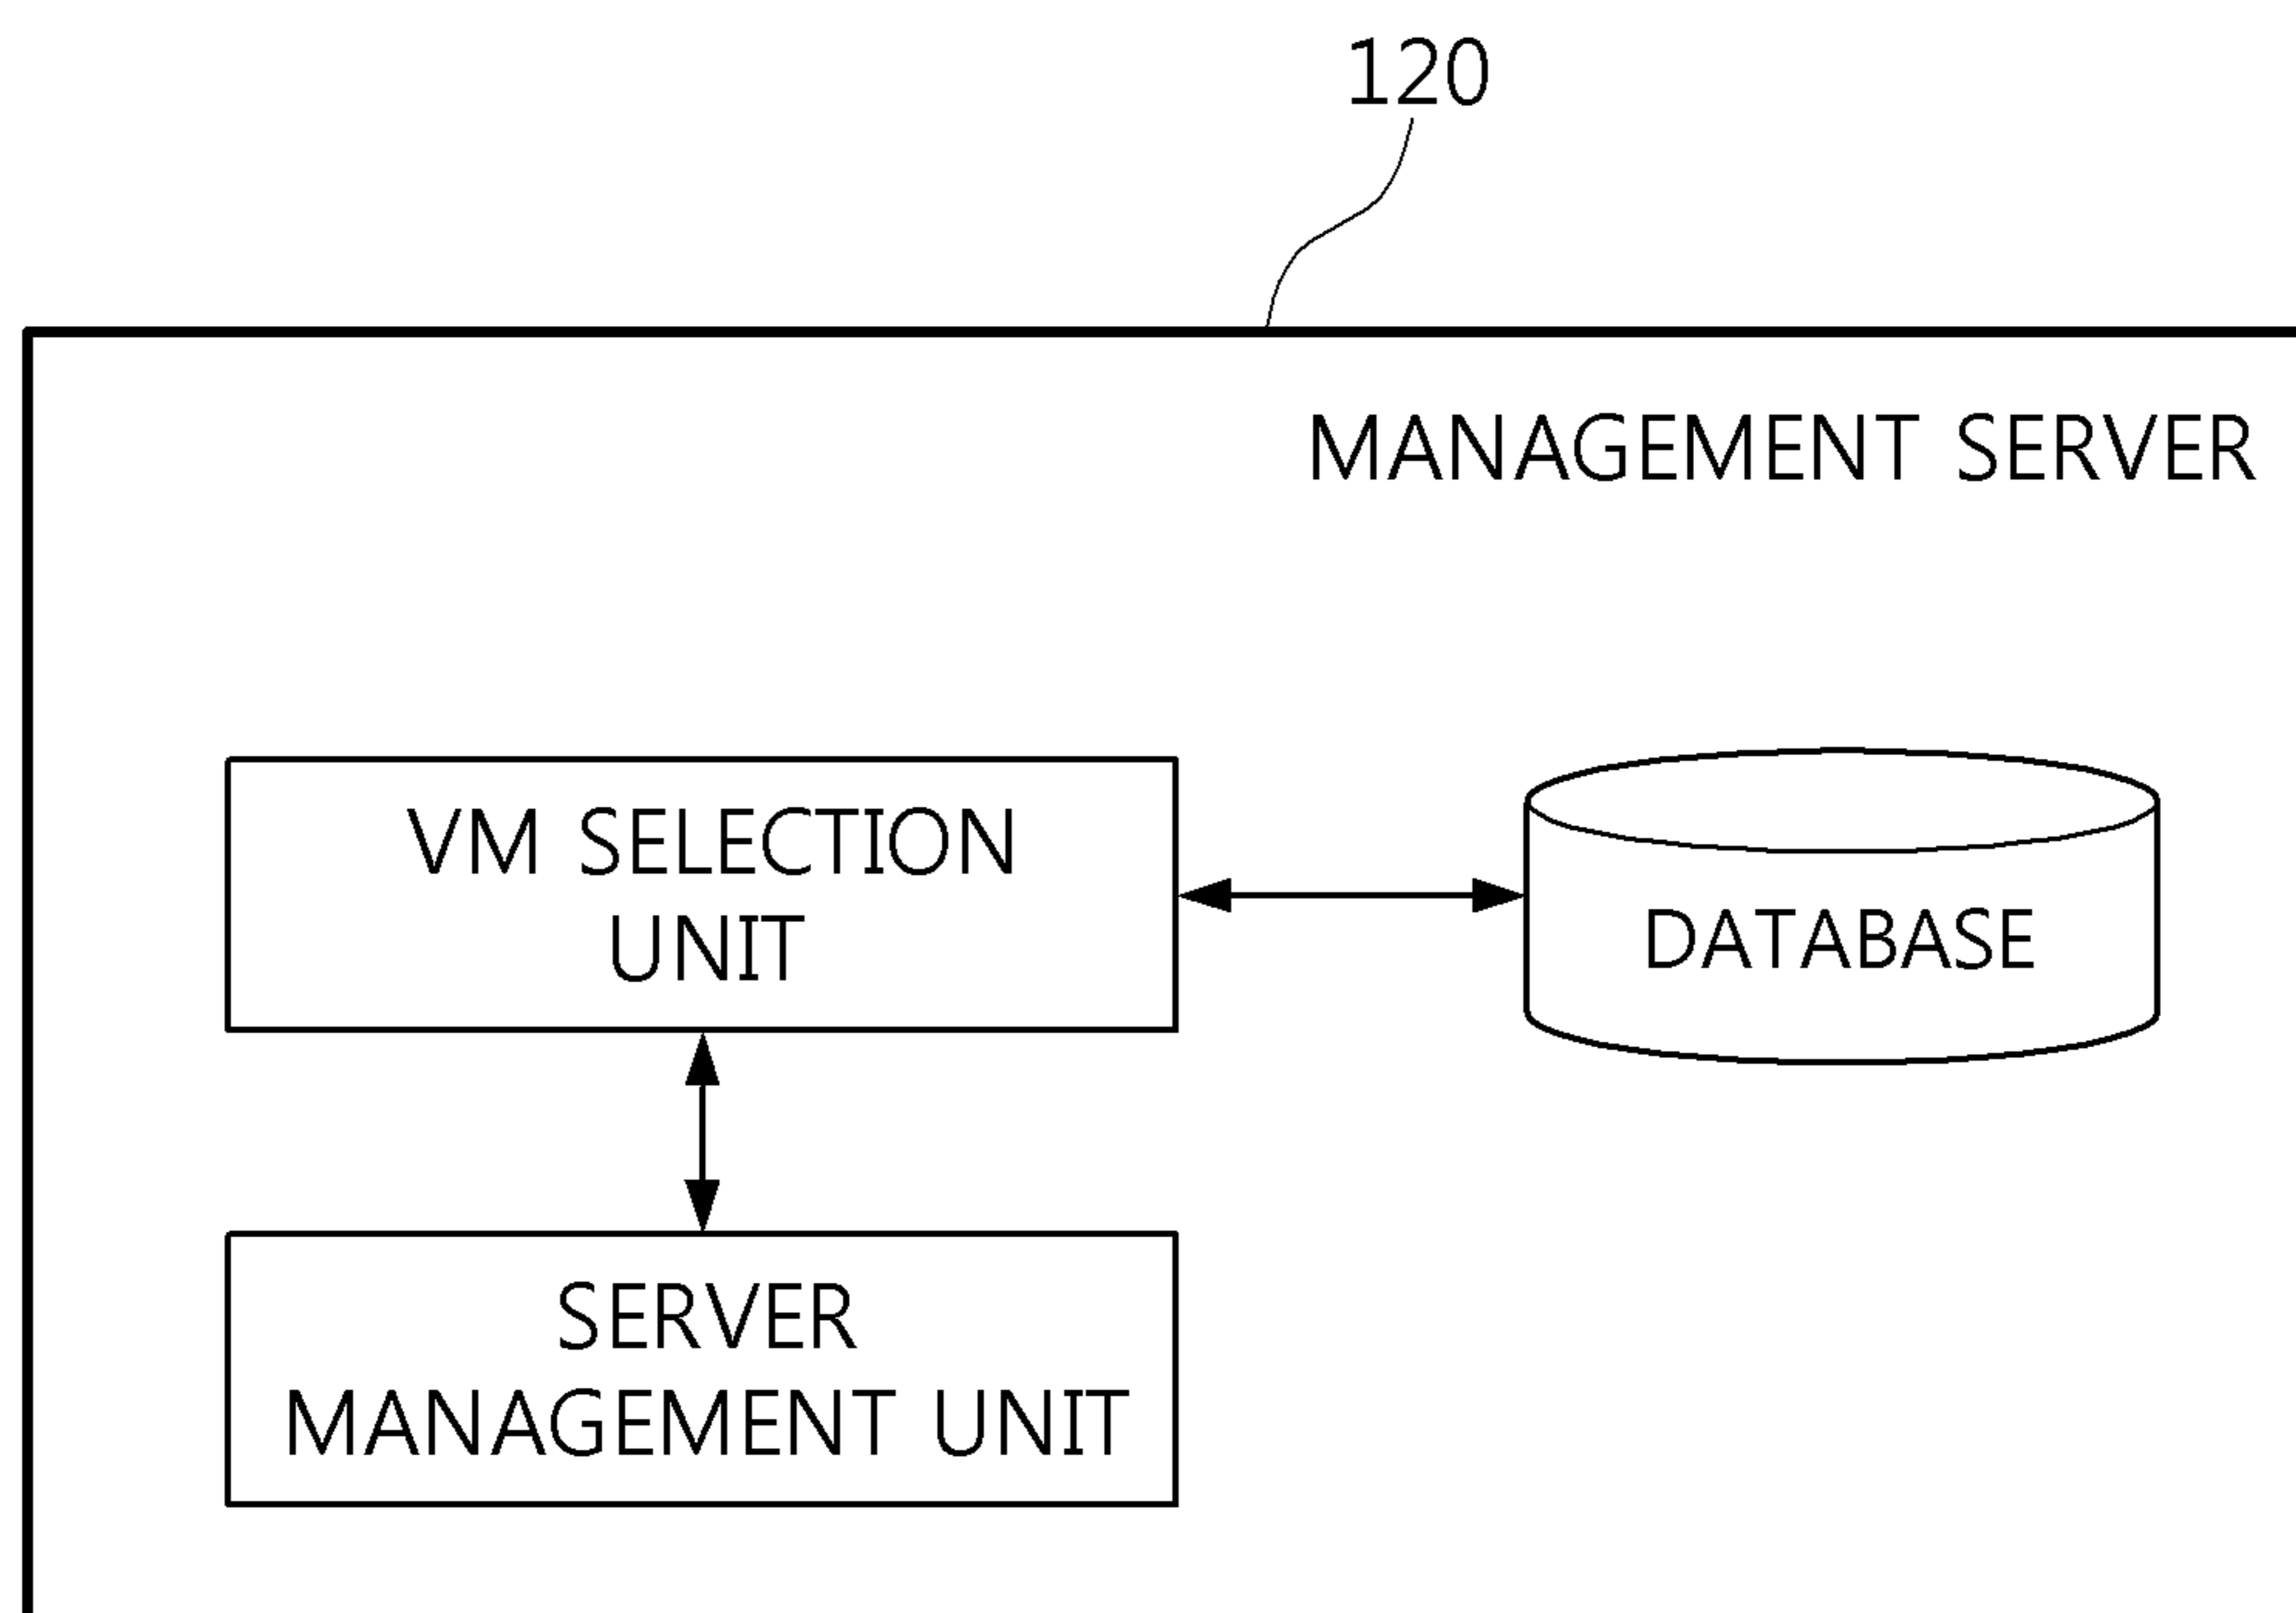 120
MANAGEMENT SERVER
VM SELECTION
UNIT
DATABASE
SERVER
MANAGEMENT UNIT